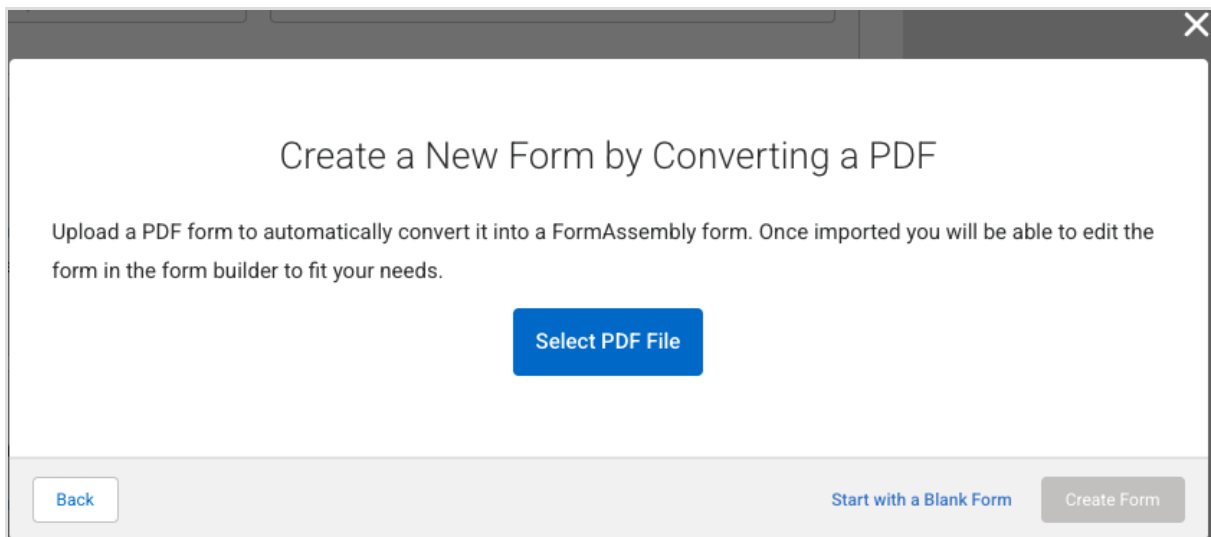 Create a New Form by Converting a PDF
Upload a PDF form to automatically convert it into a FormAssembly form. Once imported you will be able to edit the
form in the form builder to fit your needs.
Select PDF File
Back
Start with a Blank Form
Create Form